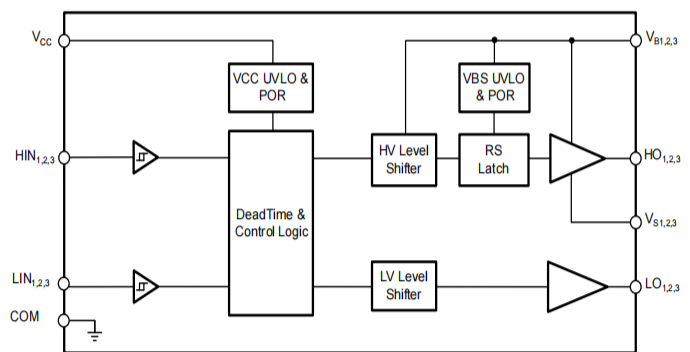 VCC
VB1,2,3
VCC UVLO &
POR
VBS UVLO
& POR
HIN1,2,3
HV Level
Shifter
RS
Latch
HO1,2,3
DeadTime &
Control Logic
VS1,2,3
LIN1,2,3
LV Level
Shifter
LO1,2,3
COM